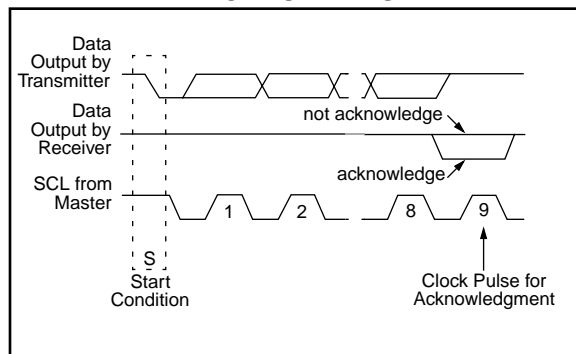 Data
Output by
Transmitter
Data
Output by
Receiver
not acknowledge
acknowledge
SCL from
Master
1
2
8
9
S
Start
Condition
Clock Pulse for
Acknowledgment